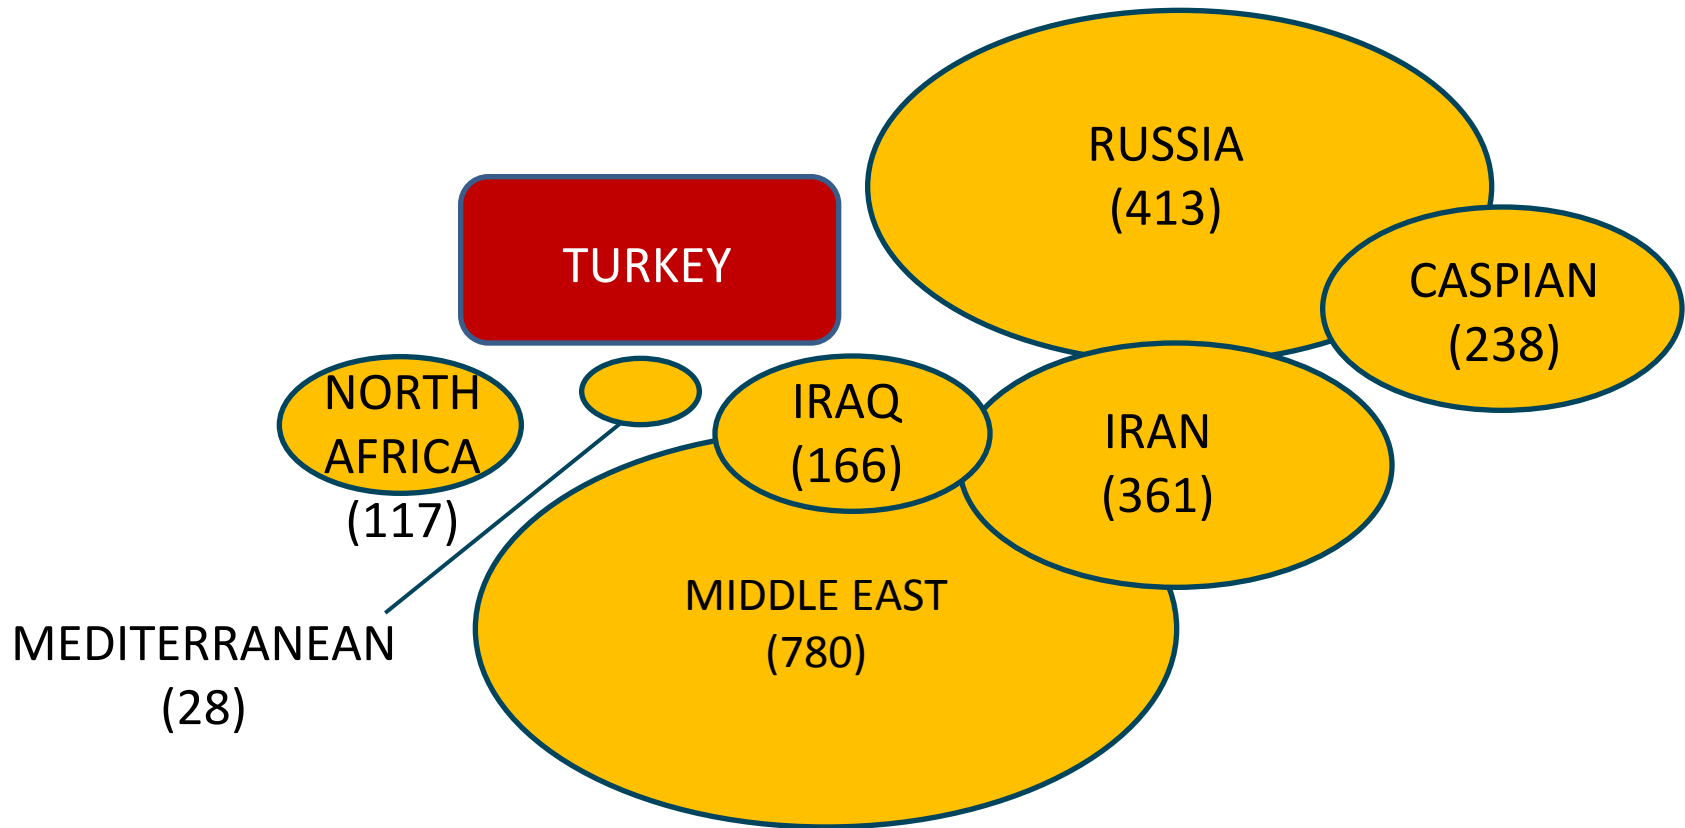 RUSSIA
(413)
TURKEY
CASPIAN
(238)
NORTH
AFRICA
(117)
IRAQ
(166)
IRAN
(361)
MIDDLE EAST
(780)
MEDITERRANEAN
(28)